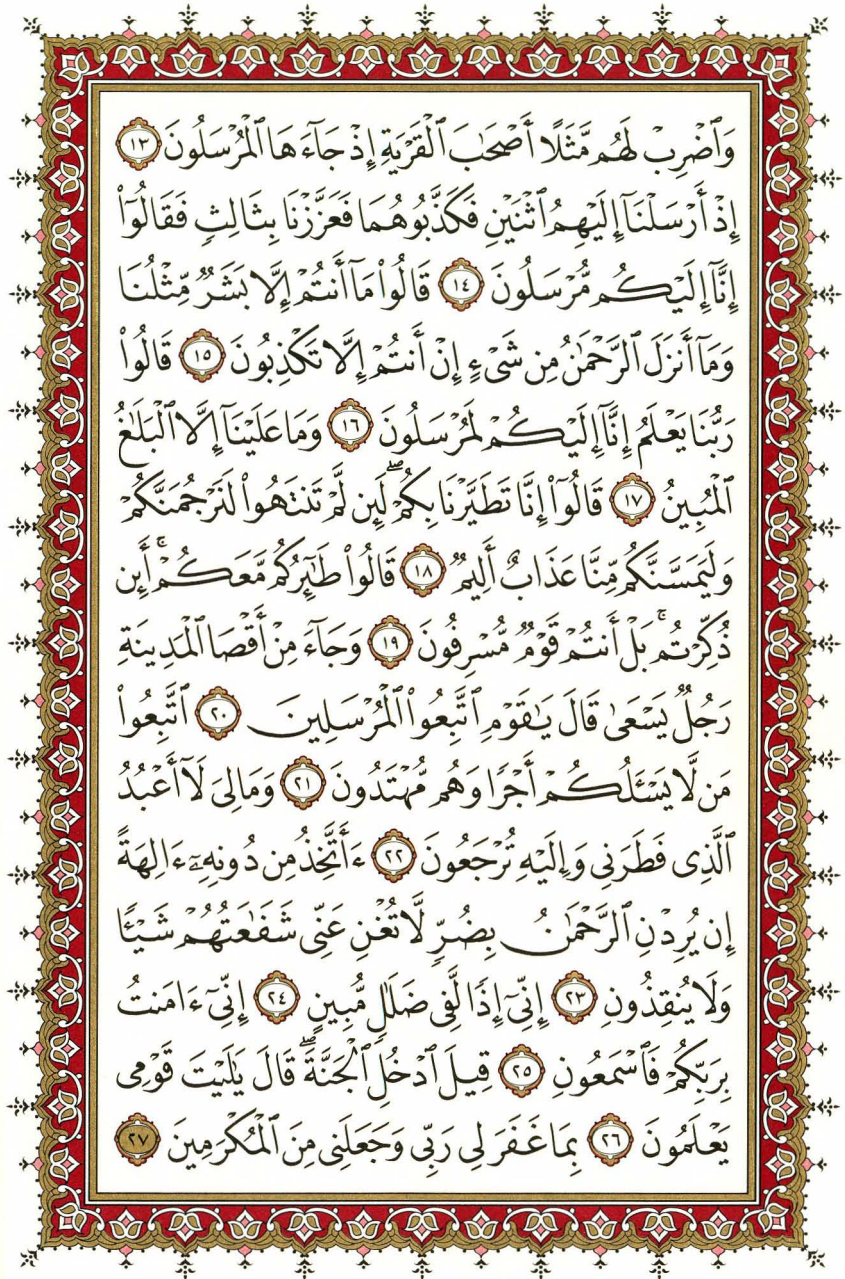 وَٱضْرِبْ لَهُم مَّثَلًا أَصْحَٰبَ ٱلْقَرْيَةِ إِذْ جَآءَهَا ٱلْمُرْسَلُونَ ١٣
إِذْ أَرْسَلْنَآ إِلَيْهِمُ ٱثْنَيْنِ فَكَذَّبُوهُمَا فَعَزَّزْنَا بِثَالِثٍ فَقَالُوٓا۟
إِنَّآ إِلَيْكُم مُّرْسَلُونَ ١٤ قَالُوا۟ مَآ أَنتُمْ إِلَّا بَشَرٌ مِّثْلُنَا
وَمَآ أَنزَلَ ٱلرَّحْمَٰنُ مِن شَىْءٍ إِنْ أَنتُمْ إِلَّا تَكْذِبُونَ ١٥ قَالُوا۟
رَبُّنَا يَعْلَمُ إِنَّآ إِلَيْكُمْ لَمُرْسَلُونَ ١٦ وَمَا عَلَيْنَآ إِلَّا ٱلْبَلَٰغُ
ٱلْمُبِينُ ١٧ قَالُوٓا۟ إِنَّا تَطَيَّرْنَا بِكُمْ ۖ لَئِن لَّمْ تَنتَهُوا۟ لَنَرْجُمَنَّكُمْ
وَلَيَمَسَّنَّكُم مِّنَّا عَذَابٌ أَلِيمٌ ١٨ قَالُوا۟ طَٰٓئِرُكُم مَّعَكُمْ ۚ أَئِن
ذُكِّرْتُم ۚ بَلْ أَنتُمْ قَوْمٌ مُّسْرِفُونَ ١٩ وَجَآءَ مِنْ أَقْصَا ٱلْمَدِينَةِ
رَجُلٌ يَسْعَىٰ قَالَ يَٰقَوْمِ ٱتَّبِعُوا۟ ٱلْمُرْسَلِينَ ٢٠ ٱتَّبِعُوا۟
مَن لَّا يَسْـَٔلُكُمْ أَجْرًا وَهُم مُّهْتَدُونَ ٢١ وَمَا لِىَ لَآ أَعْبُدُ
ٱلَّذِى فَطَرَنِى وَإِلَيْهِ تُرْجَعُونَ ٢٢ ءَأَتَّخِذُ مِن دُونِهِۦٓ ءَالِهَةً
إِن يُرِدْنِ ٱلرَّحْمَٰنُ بِضُرٍّ لَّا تُغْنِ عَنِّى شَفَٰعَتُهُمْ شَيْـًٔا
وَلَا يُنقِذُونِ ٢٣ إِنِّىٓ إِذًا لَّفِى ضَلَٰلٍ مُّبِينٍ ٢٤ إِنِّىٓ ءَامَنتُ
بِرَبِّكُمْ فَٱسْمَعُونِ ٢٥ قِيلَ ٱدْخُلِ ٱلْجَنَّةَ ۖ قَالَ يَٰلَيْتَ قَوْمِى
يَعْلَمُونَ ٢٦ بِمَا غَفَرَ لِى رَبِّى وَجَعَلَنِى مِنَ ٱلْمُكْرَمِينَ ٢٧